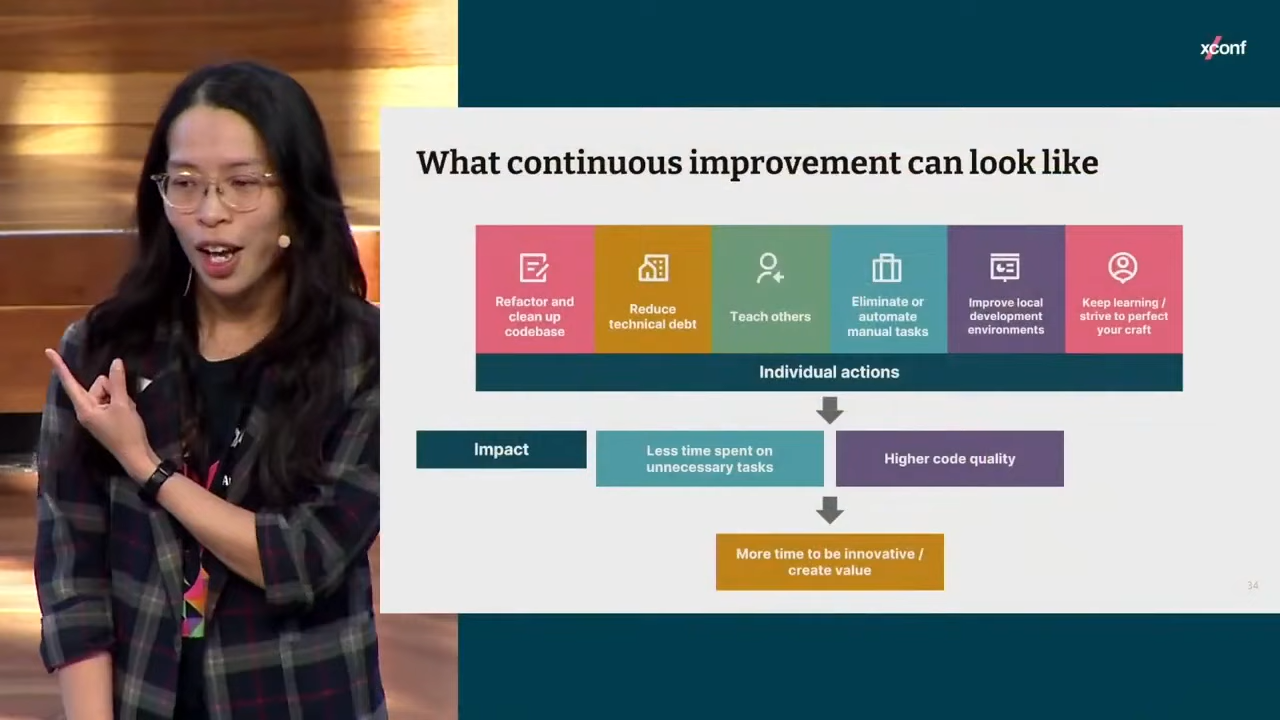 xconf
What continuous improvement can look like
Refactor and
clean up
codebase
Reduce
technical debt
Teach others
Eliminate or
automate
manual tasks
Improve local
development
environments
Keep learning /
strive to perfect
your craft
Individual actions
Impact
Less time spent on
unnecessary tasks
Higher code quality
More time to be innovative /
create value
34